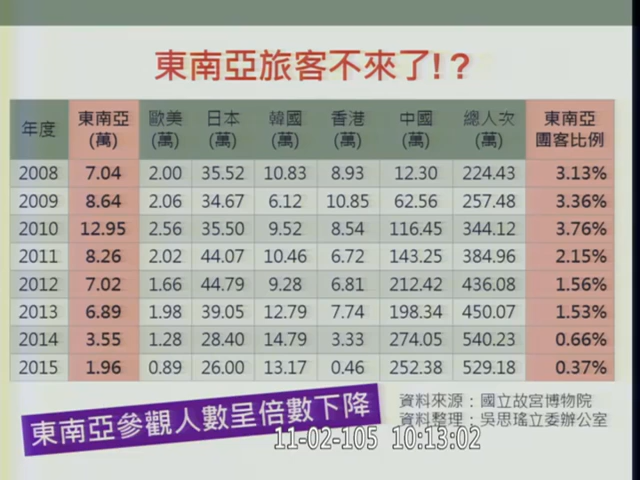 東南亞旅客不來了!？
年度 東南亞(萬) 歐美(萬) 日本(萬) 韓國(萬) 香港(萬) 中國(萬) 總人次(萬) 東南亞團客比例
2008 7.04 2.00 35.52 10.83 8.93 12.30 224.43 3.13%
2009 8.64 2.06 34.67 6.12 10.85 62.56 257.48 3.36%
2010 12.95 2.56 35.50 9.52 8.54 116.45 344.12 3.76%
2011 8.26 2.02 44.07 10.46 6.72 143.25 384.96 2.15%
2012 7.02 1.66 44.79 9.28 6.81 212.42 436.08 1.56%
2013 6.89 1.98 39.05 12.79 7.74 198.34 450.07 1.53%
2014 3.55 1.28 28.40 14.79 3.33 274.05 540.23 0.66%
2015 1.96 0.89 26.00 13.17 0.46 252.38 529.18 0.37%
東南亞參觀人數呈倍數下降
資料來源：國立故宮博物院
資料整理：吳思瑤立委辦公室
11-02-105 10:13:02